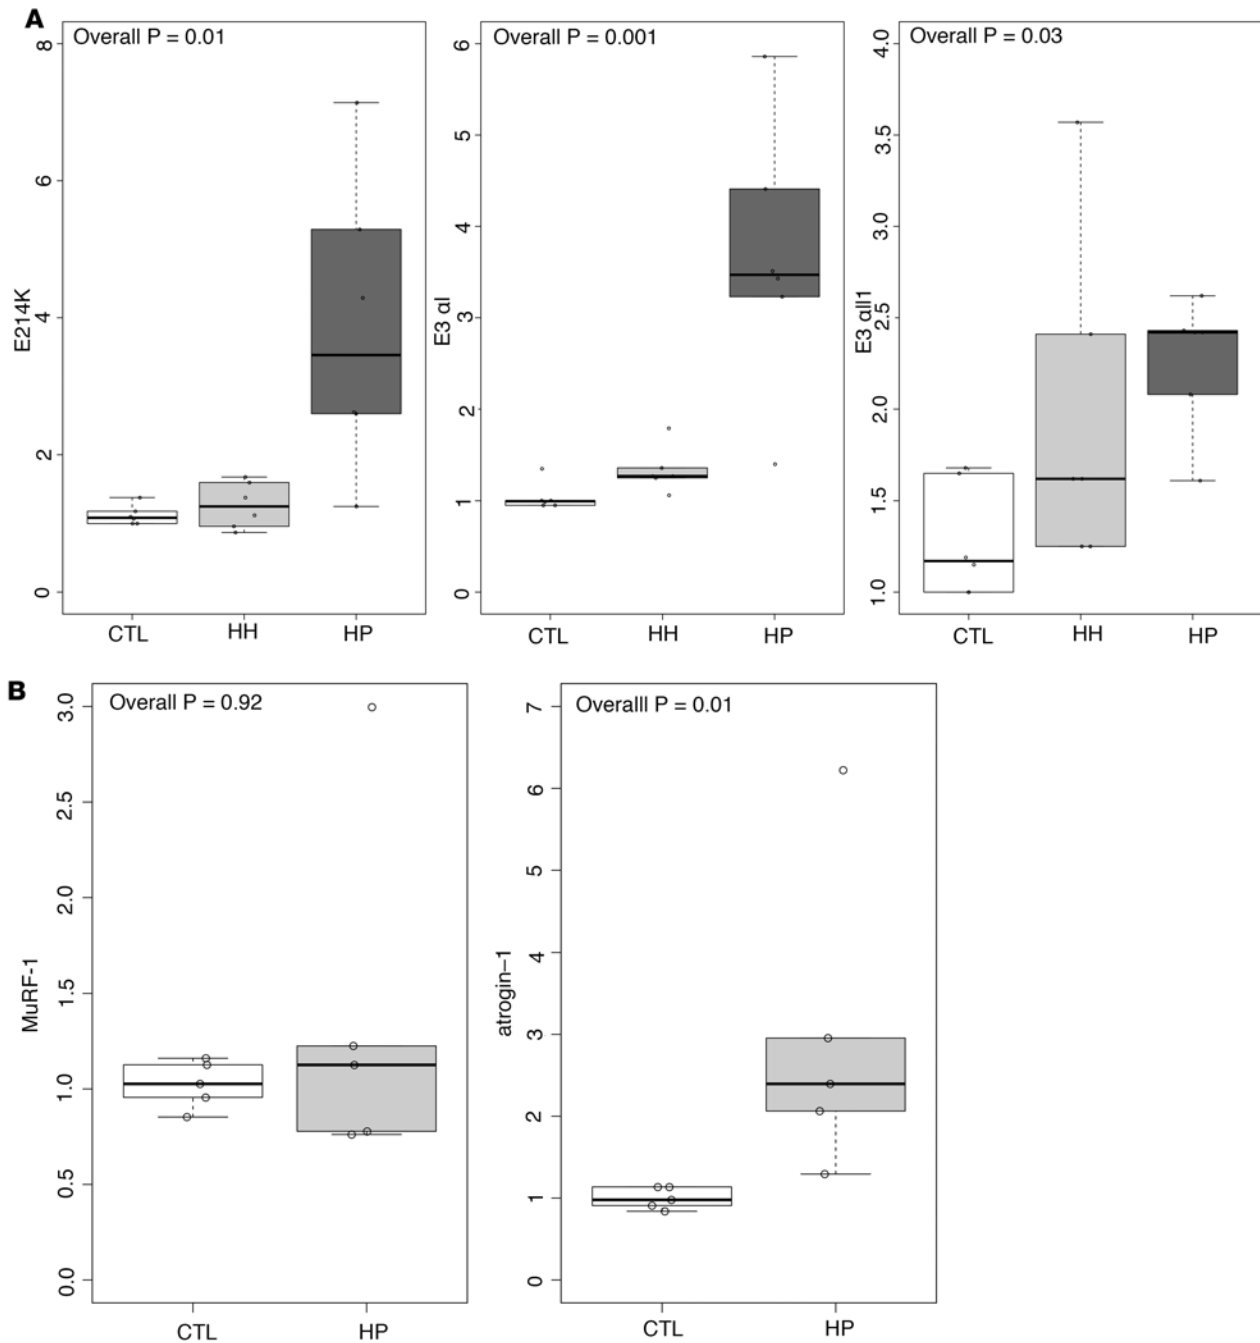 A
Overall P = 0.01
8
6
4
2
0
E214K
CTL
HH
HP
Overall P = 0.001
6
5
4
3
2
1
0
E3 αI
CTL
HH
HP
Overall P = 0.03
4.0
3.5
3.0
2.5
2.0
1.5
1.0
E3 αII1
CTL
HH
HP
B
Overall P = 0.92
3.0
2.5
2.0
1.5
1.0
0.5
0.0
MuRF-1
CTL
HP
Overalll P = 0.01
7
6
5
4
3
2
1
0
atrogin–1
CTL
HP